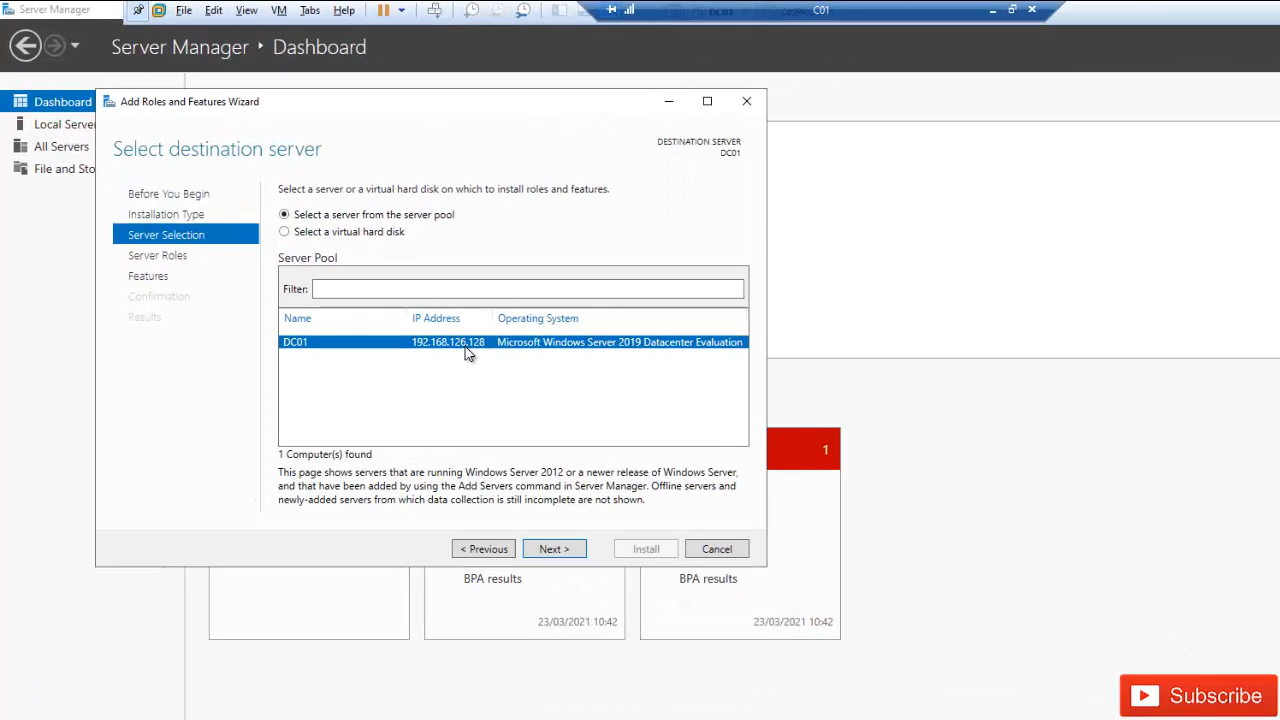 Server Manager
File Edit View VM Tabs Help
C01
Server Manager • Dashboard
Dashboard
Local Server
All Servers
File and Sto
Add Roles and Features Wizard
Select destination server
DESTINATION SERVER
DC01
Before You Begin
Installation Type
Server Selection
Server Roles
Features
Confirmation
Results
Select a server or a virtual hard disk on which to install roles and features.
Select a server from the server pool
Select a virtual hard disk
Server Pool
Filter:
Name IP Address Operating System
DC01 192.168.126.128 Microsoft Windows Server 2019 Datacenter Evaluation
1 Computer(s) found
This page shows servers that are running Windows Server 2012 or a newer release of Windows Server,
and that have been added by using the Add Servers command in Server Manager. Offline servers and
newly-added servers from which data collection is still incomplete are not shown.
< Previous Next > Install Cancel
1
BPA results BPA results
23/03/2021 10:42 23/03/2021 10:42
Subscribe